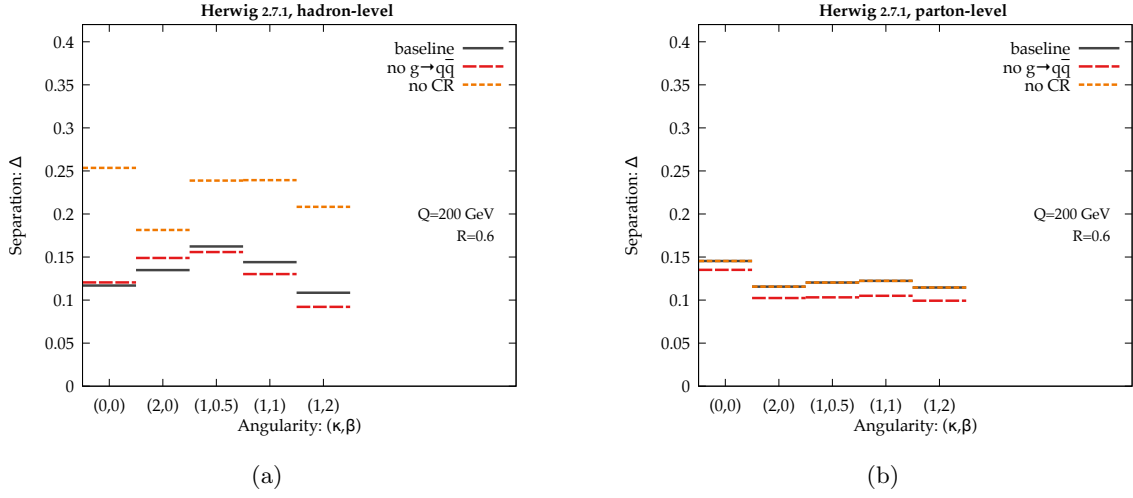 Herwig 2.7.1, hadron-level
0.4
0.35
0.3
0.25
0.2
0.15
0.1
0.05
0
Separation: Δ
baseline
no g→qq̅
no CR
Q=200 GeV
R=0.6
(0,0) (2,0) (1,0.5) (1,1) (1,2)
Angularity: (κ,β)
(a)
Herwig 2.7.1, parton-level
0.4
0.35
0.3
0.25
0.2
0.15
0.1
0.05
0
Separation: Δ
baseline
no g→qq̅
no CR
Q=200 GeV
R=0.6
(0,0) (2,0) (1,0.5) (1,1) (1,2)
Angularity: (κ,β)
(b)